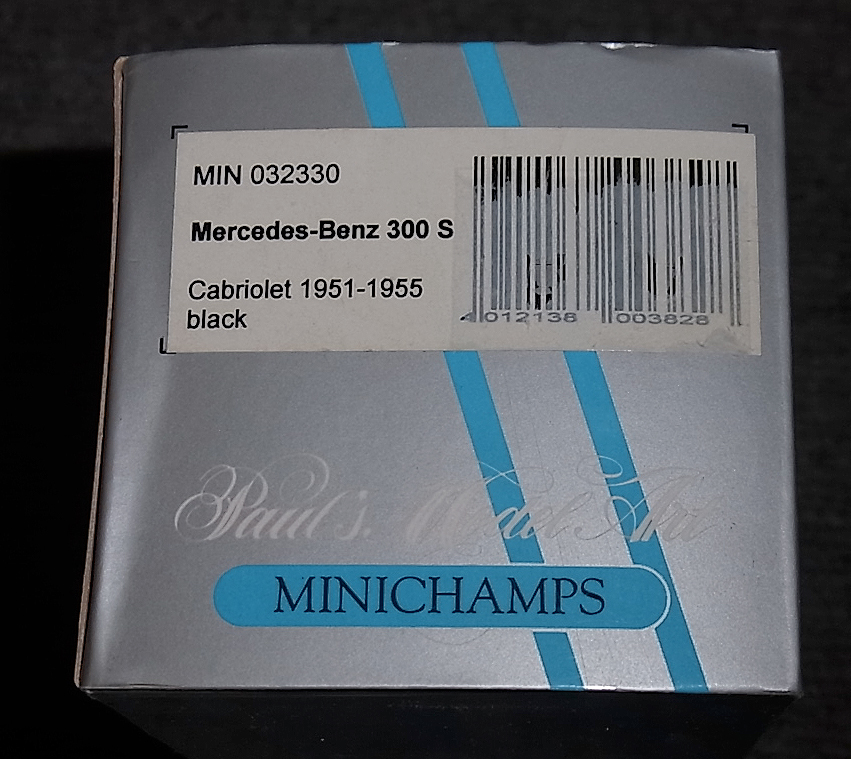 MIN 032330
Mercedes-Benz 300 S
Cabriolet 1951-1955
black
4 012138 003828
Paul's Model Art
MINICHAMPS